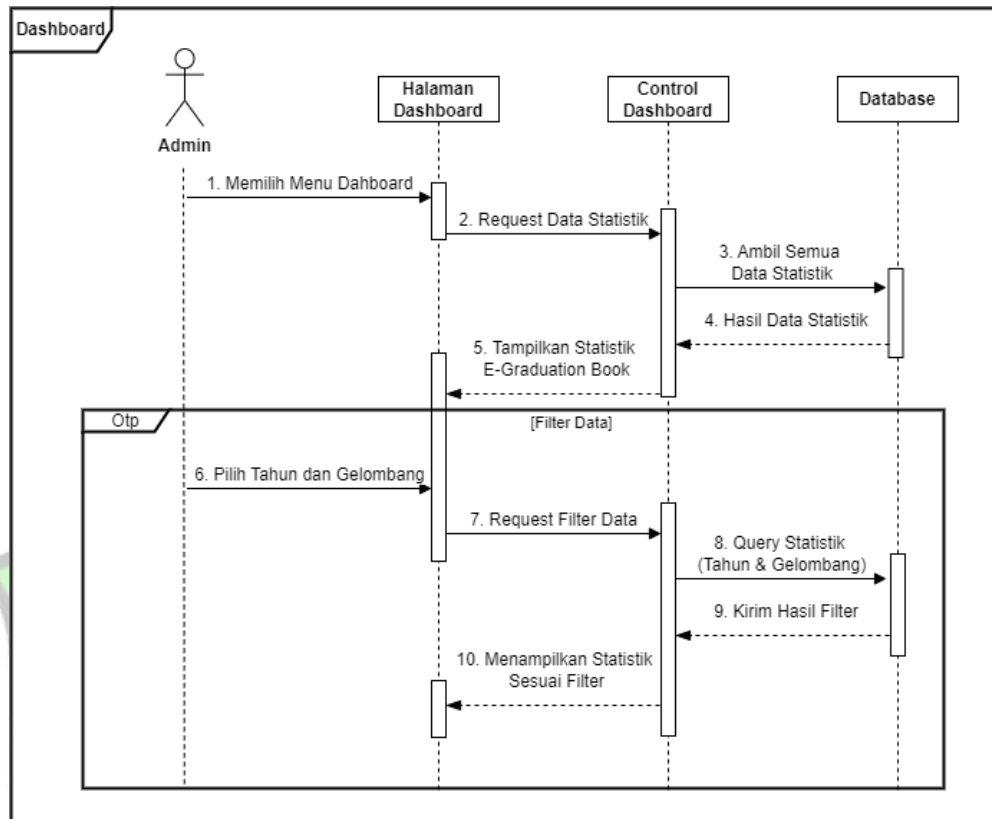 Dashboard
Halaman
Dashboard
Control
Dashboard
Database
Admin
1. Memilih Menu Dahboard
2. Request Data Statistik
3. Ambil Semua
Data Statistik
4. Hasil Data Statistik
5. Tampilkan Statistik
E-Graduation Book
Otp
[Filter Data]
6. Pilih Tahun dan Gelombang
7. Request Filter Data
8. Query Statistik
(Tahun & Gelombang)
9. Kirim Hasil Filter
10. Menampilkan Statistik
Sesuai Filter